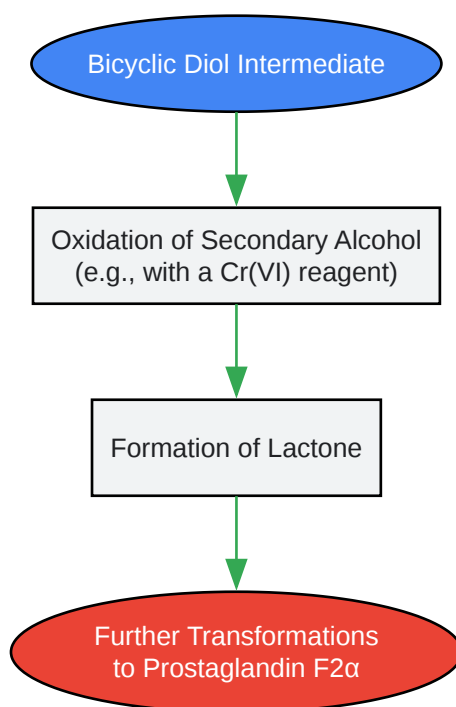 Bicyclic Diol Intermediate
Oxidation of Secondary Alcohol
(e.g., with a Cr(VI) reagent)
Formation of Lactone
Further Transformations
to Prostaglandin F2α